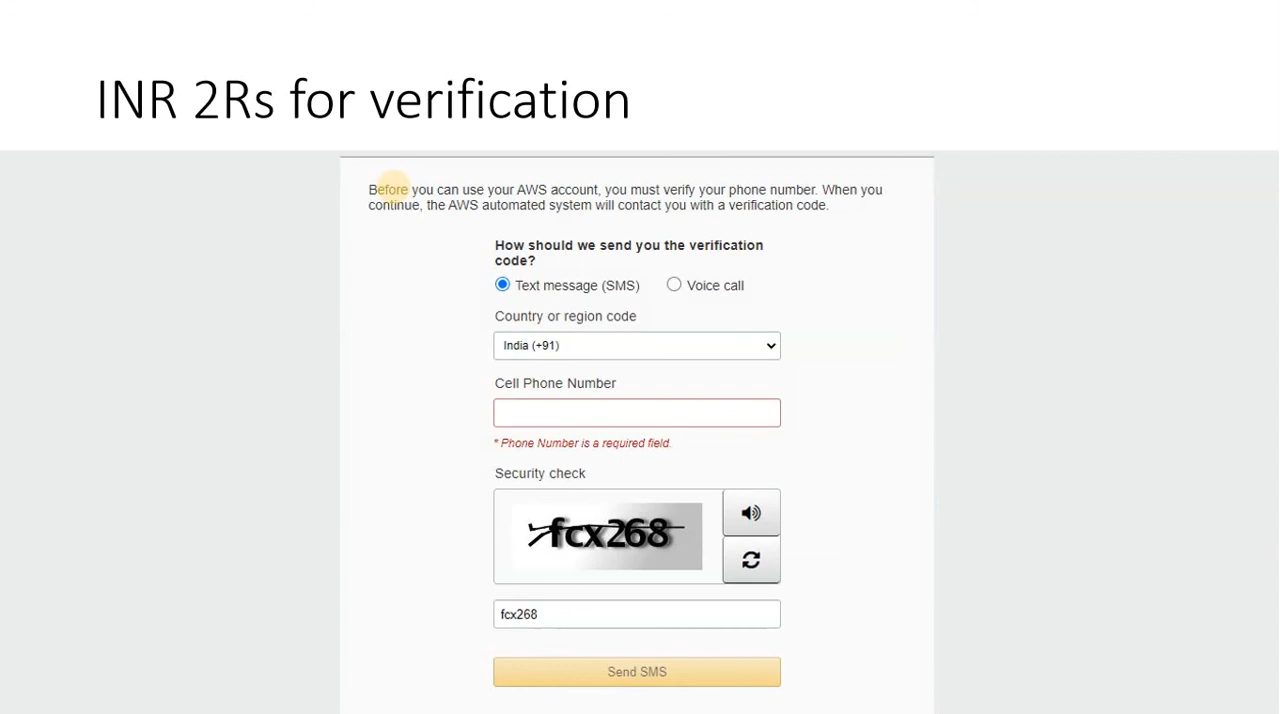 INR 2Rs for verification
Before you can use your AWS account, you must verify your phone number. When you
continue, the AWS automated system will contact you with a verification code.
How should we send you the verification
code?
Text message (SMS) Voice call
Country or region code
India (+91)
Cell Phone Number
* Phone Number is a required field.
Security check
fcx268
fcx268
Send SMS